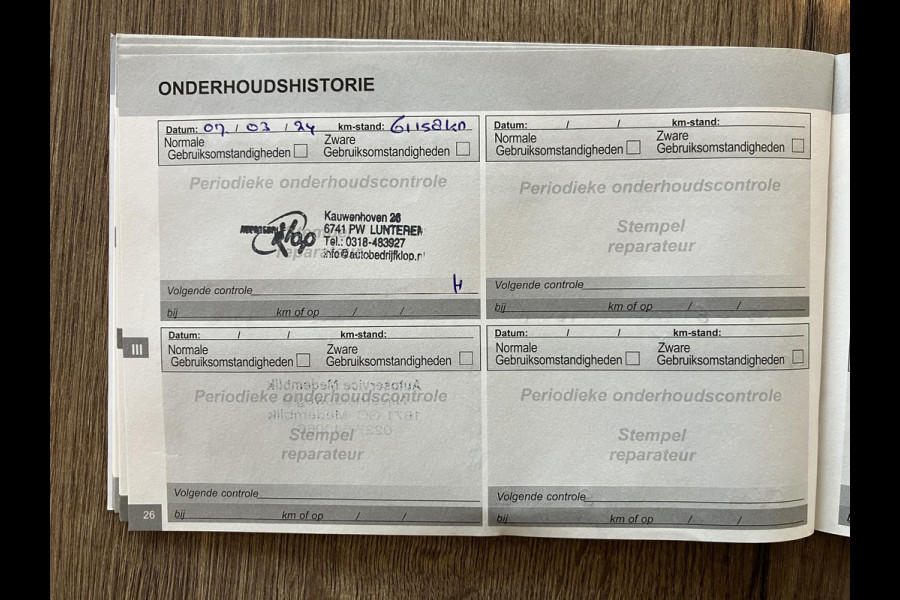 ONDERHOUDSHISTORIE
Datum: 07 / 03 / 24 km-stand:
Normale Gebruiksomstandigheden Zware Gebruiksomstandigheden
Periodieke onderhoudscontrole
Klop
Kauwenhoven 26
6741 PW LUNTEREN
Tel.: 0318-483927
info@autobedrijfklop.nl
Volgende controle
bij km of op / /
Datum: / / km-stand:
Normale Gebruiksomstandigheden Zware Gebruiksomstandigheden
Periodieke onderhoudscontrole
Stempel
reparateur
Volgende controle
bij km of op / /
III
Datum: / / km-stand:
Normale Gebruiksomstandigheden Zware Gebruiksomstandigheden
Periodieke onderhoudscontrole
Stempel
reparateur
Volgende controle
bij km of op / /
Datum: / / km-stand:
Normale Gebruiksomstandigheden Zware Gebruiksomstandigheden
Periodieke onderhoudscontrole
Stempel
reparateur
Volgende controle
bij km of op / /
26